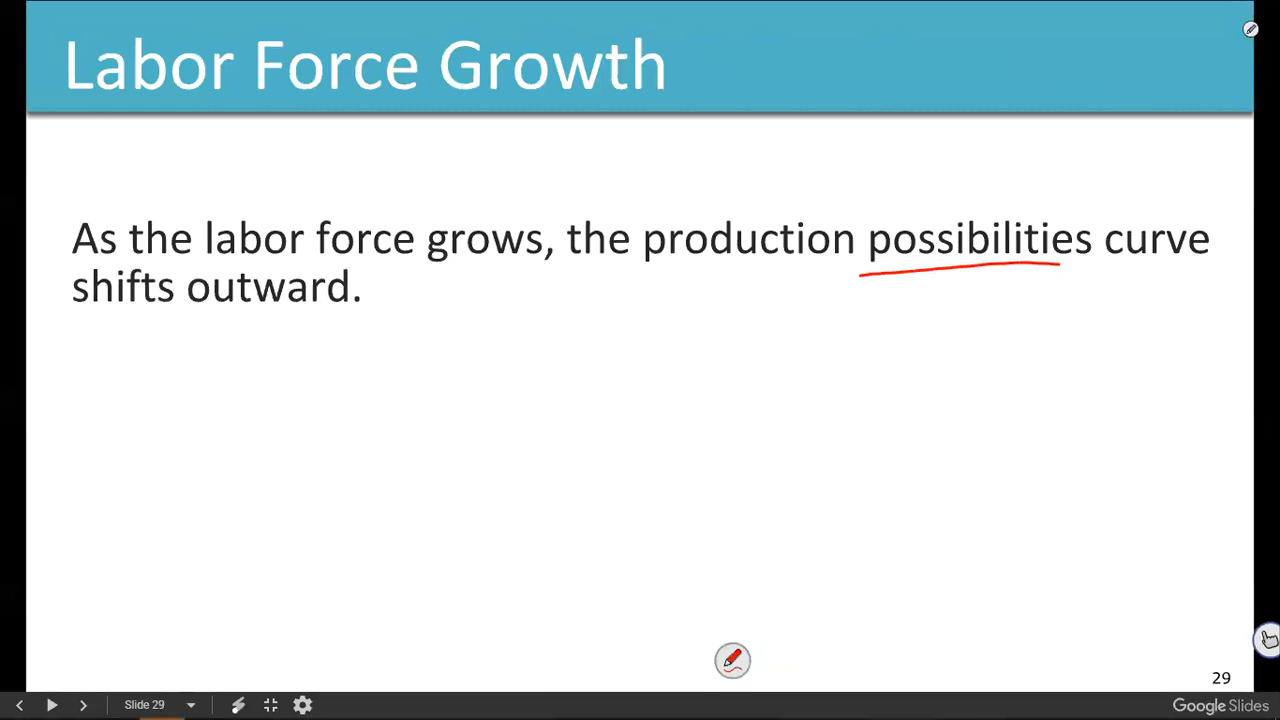 Labor Force Growth
As the labor force grows, the production possibilities curve
shifts outward.
29
Slide 29
Google Slides